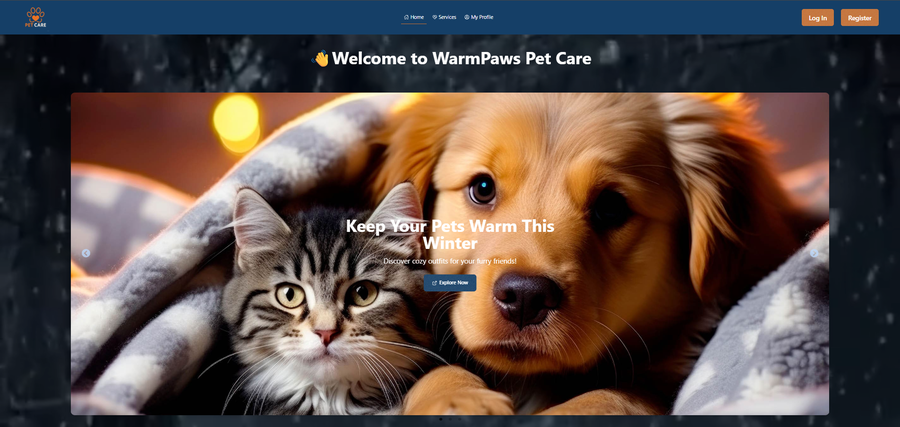 PET CARE
Home Services My Profile
Log In Register
👋 Welcome to WarmPaws Pet Care
Keep Your Pets Warm This
Winter
Discover cozy outfits for your furry friends!
Explore Now